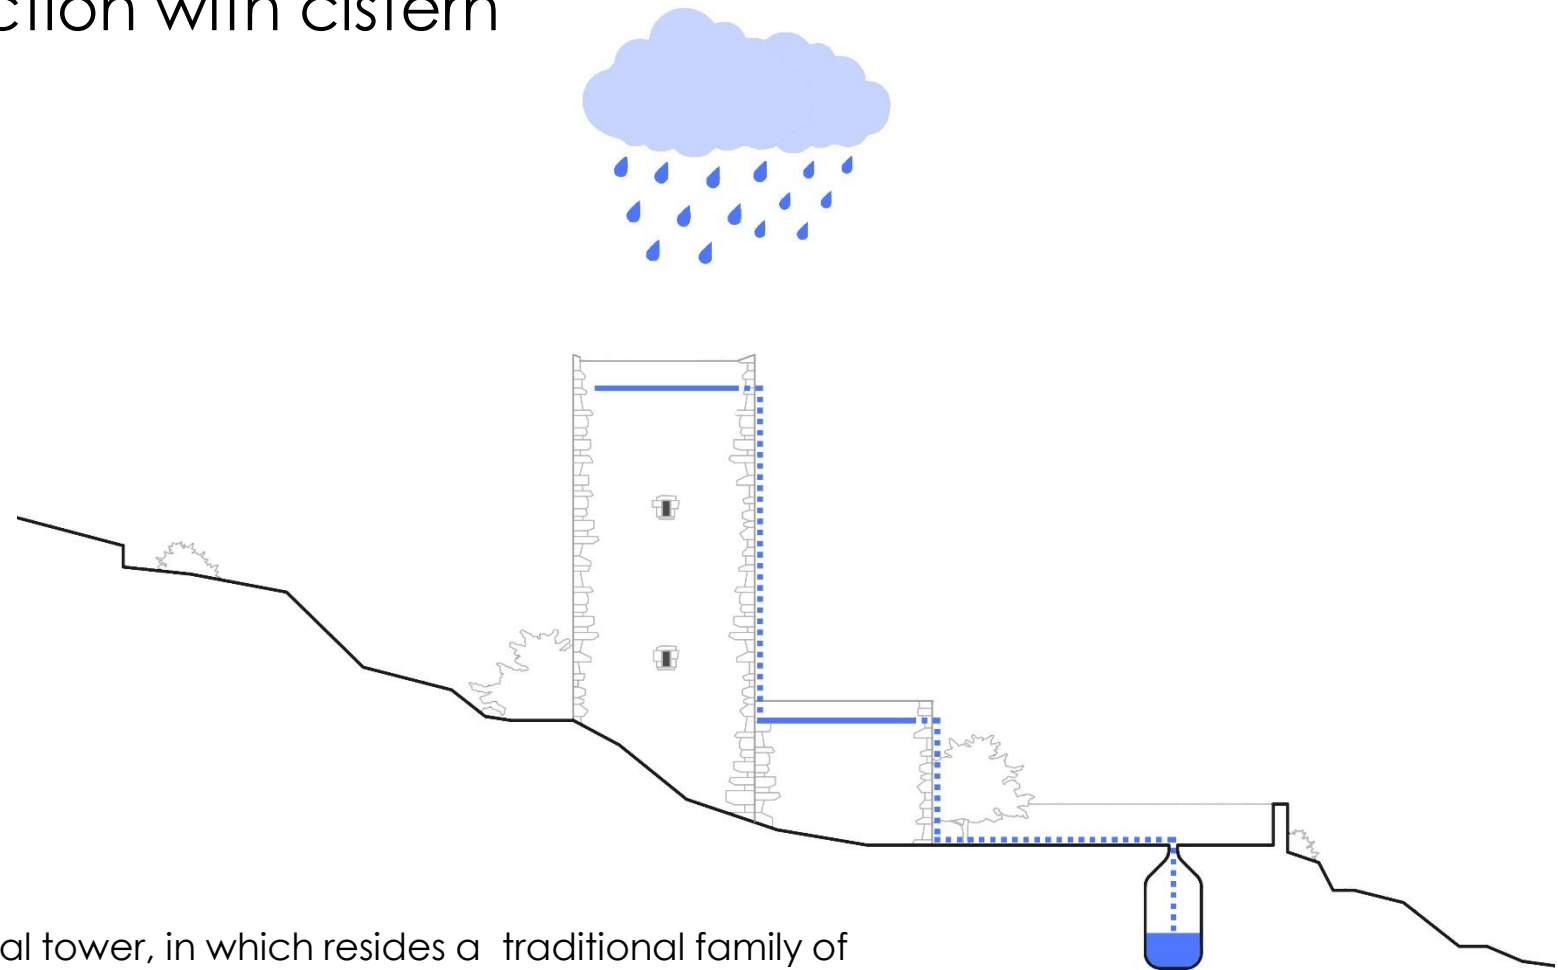 ction with cistern
al tower, in which resides a traditional family of